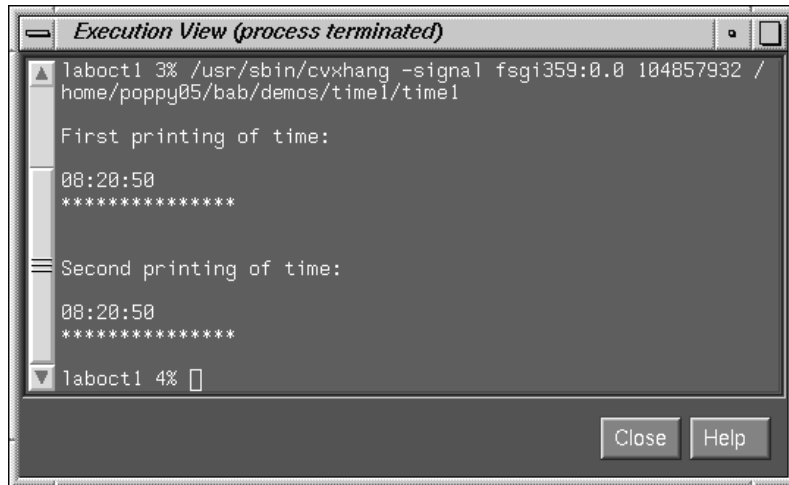 Execution View (process terminated)
laboct1 3% /usr/sbin/cvxhang -signal fsgi359:0.0 104857932 /
home/poppy05/bab/demos/time1/time1
First printing of time:
08:20:50
***************
Second printing of time:
08:20:50
***************
laboct1 4%
Close Help